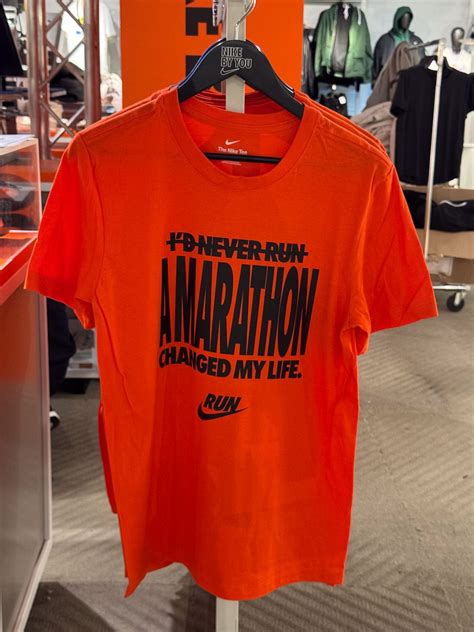 NIKE
BY YOU
The Nike Tee
I'D NEVER RUN
A MARATHON
CHANGED MY LIFE.
RUN